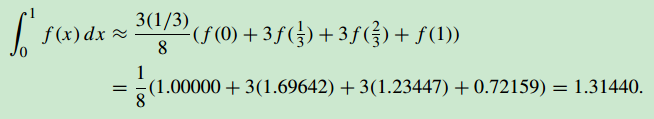 ∫₀¹ f(x) dx ≈ 3(1/3)/8 (f(0) + 3f(1/3) + 3f(2/3) + f(1))
= 1/8 (1.00000 + 3(1.69642) + 3(1.23447) + 0.72159) = 1.31440.